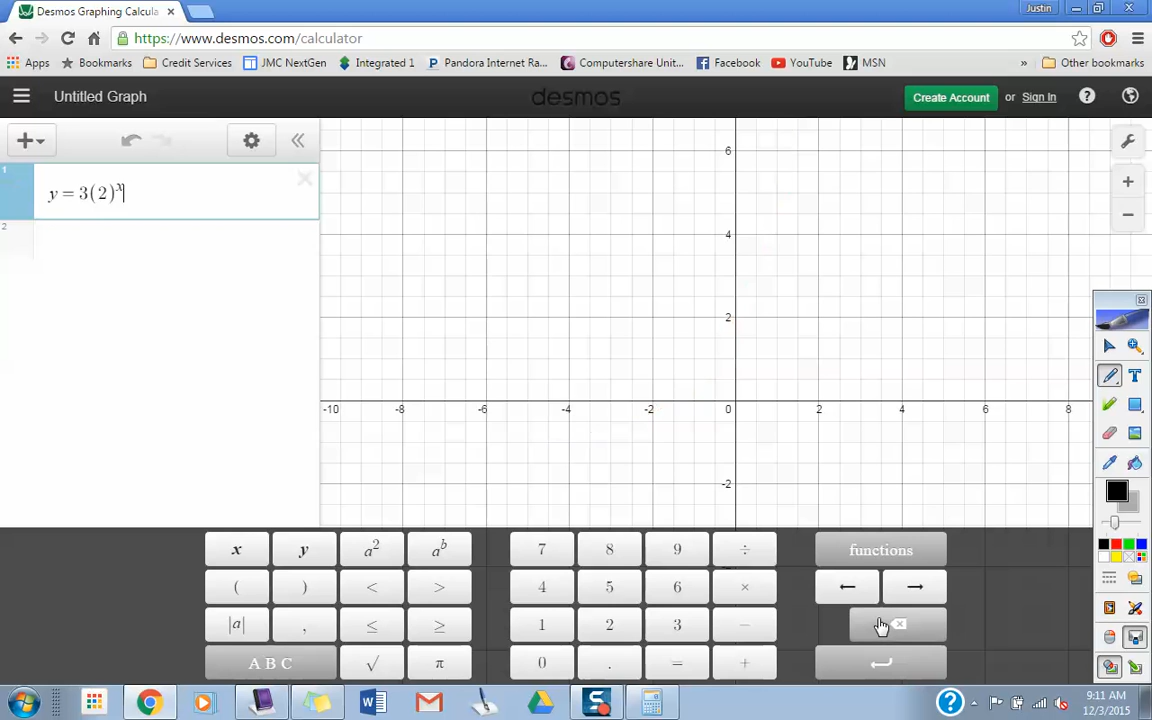 Desmos Graphing Calcula
Justin
https://www.desmos.com/calculator
Apps Bookmarks Credit Services JMC NextGen Integrated 1 Pandora Internet Ra... Computershare Unit... Facebook YouTube MSN » Other bookmarks
Untitled Graph desmos Create Account or Sign In ?
1
y = 3(2)^x
2
6
4
2
-10 -8 -6 -4 -2 0 2 4 6 8
-2
x y a² aᵇ 7 8 9 ÷ functions
( ) < > 4 5 6 × ← →
|a| , ≤ ≥ 1 2 3 −
A B C √ π 0 . = +
T
9:11 AM
12/3/2015